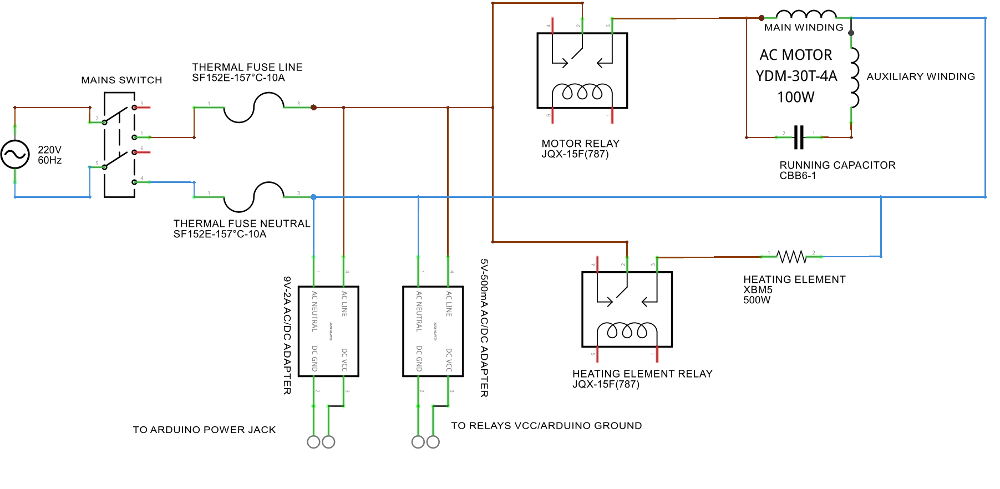 MAIN WINDING
THERMAL FUSE LINE
SF152E-157°C-10A
MAINS SWITCH
AC MOTOR
YDM-30T-4A
100W
AUXILIARY WINDING
220V
60Hz
MOTOR RELAY
JQX-15F(787)
RUNNING CAPACITOR
CBB6-1
THERMAL FUSE NEUTRAL
SF152E-157°C-10A
9V-2A AC/DC ADAPTER
AC NEUTRAL
AC LINE
DC GND
DC VCC
5V-500mA AC/DC ADAPTER
AC NEUTRAL
AC LINE
DC GND
DC VCC
HEATING ELEMENT
XBM5
500W
HEATING ELEMENT RELAY
JQX-15F(787)
TO ARDUINO POWER JACK
TO RELAYS VCC/ARDUINO GROUND